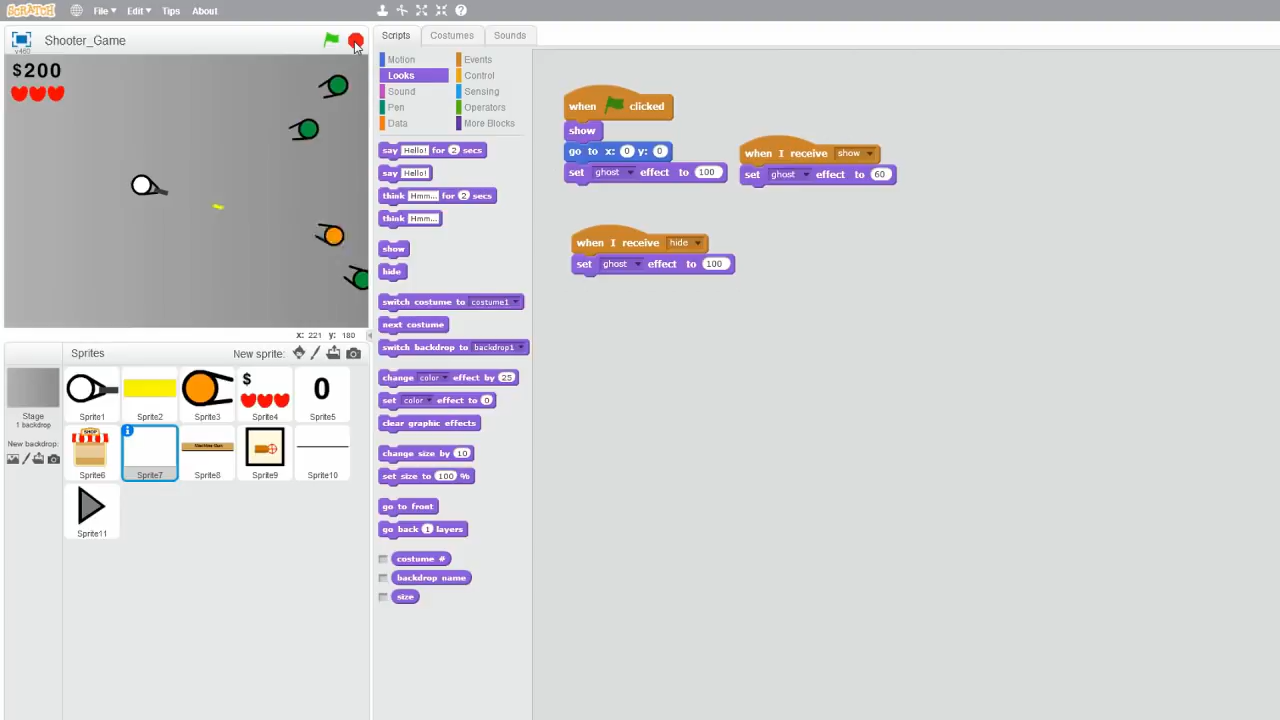 SCRATCH File▾ Edit▾ Tips About
v460 Shooter_Game
$200
x: 221 y: 180
Sprites New sprite:
Stage
1 backdrop
New backdrop:
Sprite1 Sprite2 Sprite3 $ Sprite4 0 Sprite5
SHOP Sprite6 Sprite7 Machine Gun Sprite8 Sprite9 Sprite10
Sprite11
Scripts Costumes Sounds
Motion Events
Looks Control
Sound Sensing
Pen Operators
Data More Blocks
say Hello! for 2 secs
say Hello!
think Hmm... for 2 secs
think Hmm...
show
hide
switch costume to costume1
next costume
switch backdrop to backdrop1
change color effect by 25
set color effect to 0
clear graphic effects
change size by 10
set size to 100 %
go to front
go back 1 layers
costume #
backdrop name
size
when clicked
show
go to x: 0 y: 0
set ghost effect to 100
when I receive show
set ghost effect to 60
when I receive hide
set ghost effect to 100